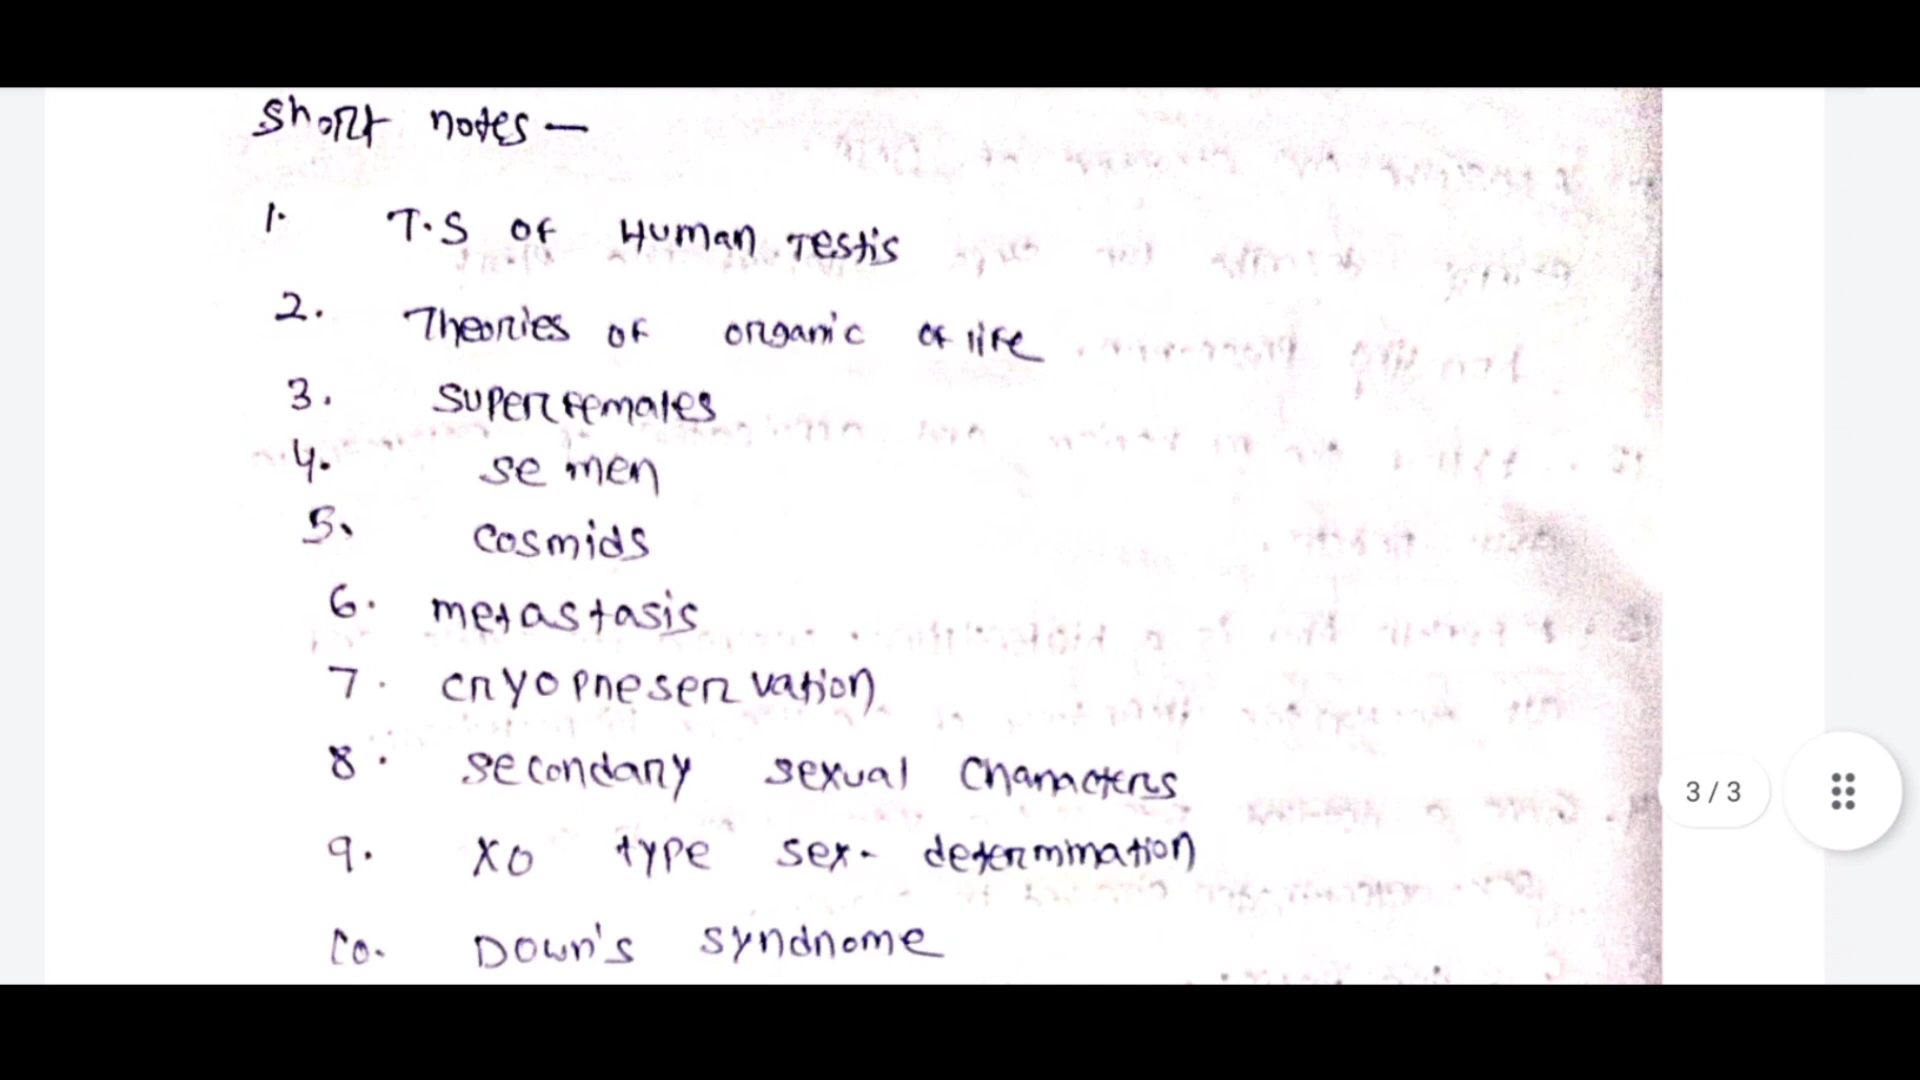 Short notes —
1. T.S of Human Testis
2. Theories of organic of life
3. Superfemales
4. Semen
5. Cosmids
6. metastasis
7. cryopreservation
8. secondary sexual characters
9. XO type sex- determination
10. Down's syndrome
3 / 3